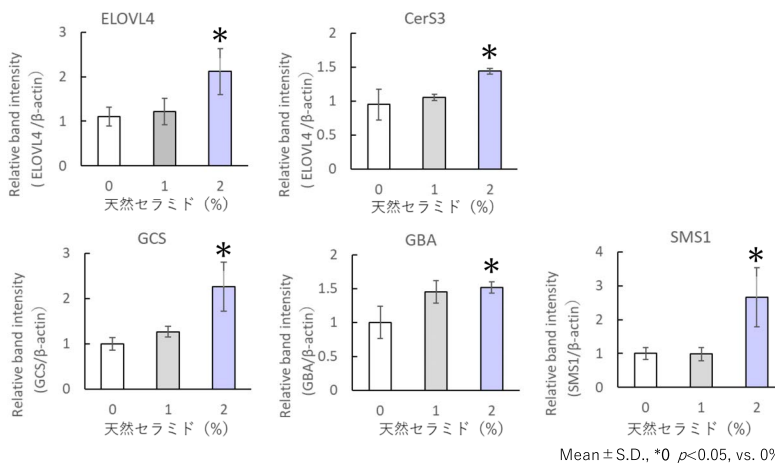 ELOVL4
Relative band intensity
( ELOVL4 /β-actin)
3
2
1
0
*
0 1 2
天然セラミド（%）
CerS3
Relative band intensity
( ELOVL4 /β-actin)
2
1.5
1
0.5
0
*
0 1 2
天然セラミド（%）
GCS
Relative band intensity
(GCS/β-actin)
3
2
1
0
*
0 1 2
天然セラミド（%）
GBA
Relative band intensity
(GBA/β-actin)
2
1.5
1
0.5
0
*
0 1 2
天然セラミド（%）
SMS1
Relative band intensity
(SMS1/β-actin)
4
3
2
1
0
*
0 1 2
天然セラミド（%）
Mean±S.D., *0 p<0.05, vs. 0%